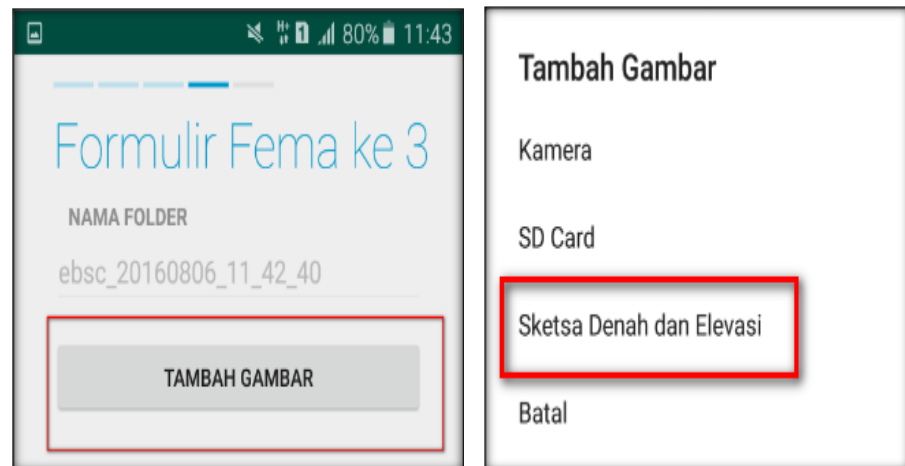 H+ 1 80% 11:43
Formulir Fema ke 3
NAMA FOLDER
ebsc_20160806_11_42_40
TAMBAH GAMBAR
Tambah Gambar
Kamera
SD Card
Sketsa Denah dan Elevasi
Batal